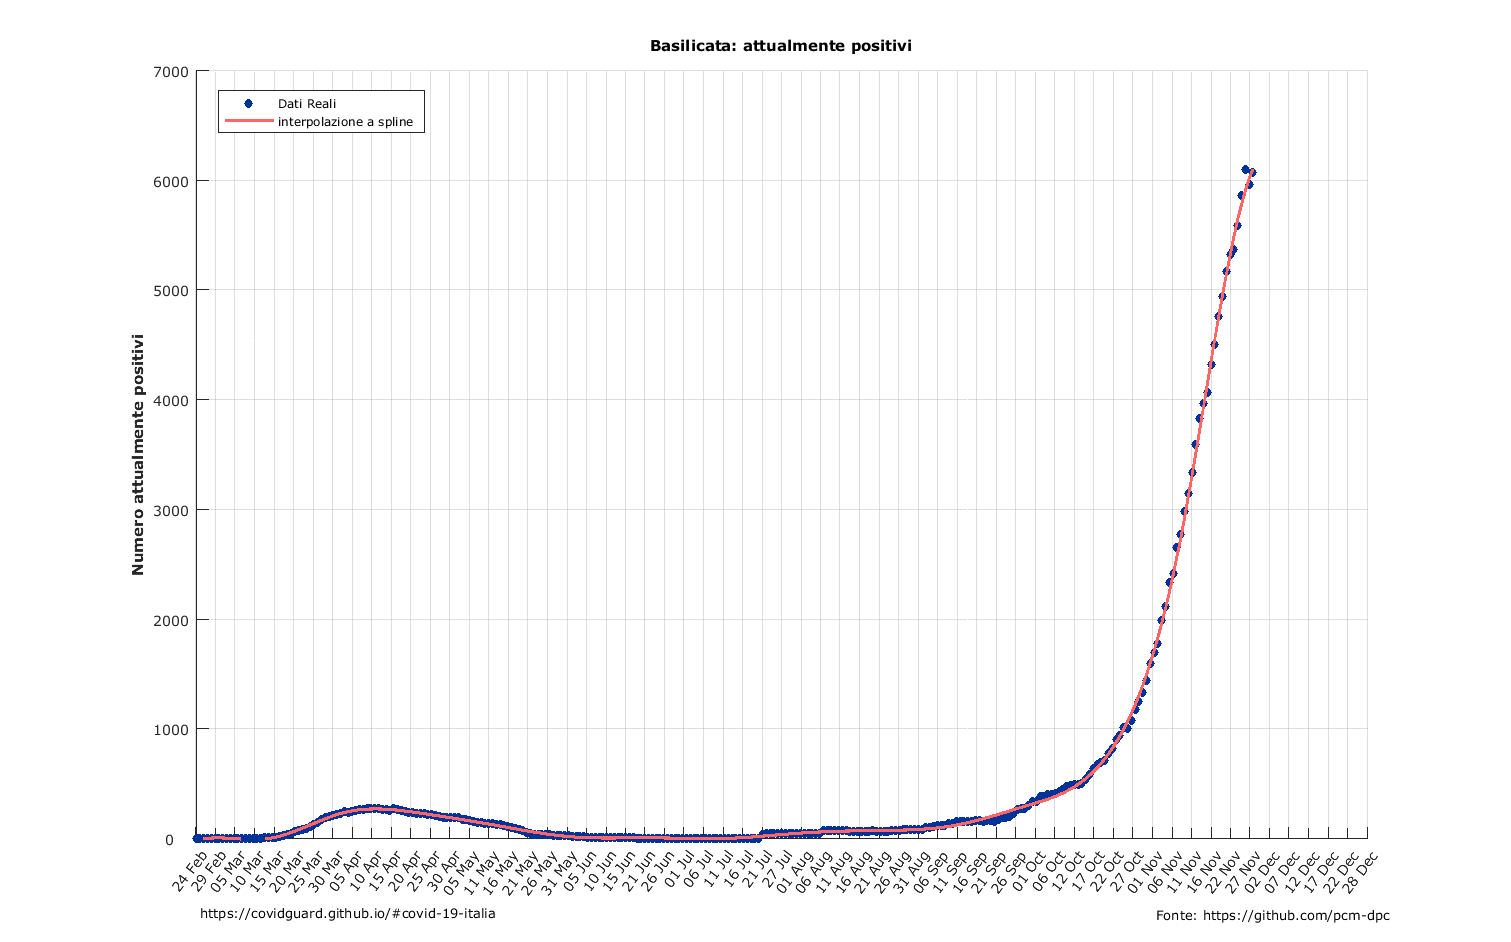 Basilicata: attualmente positivi
Dati Reali
interpolazione a spline
Numero attualmente positivi
7000
6000
5000
4000
3000
2000
1000
0
24 Feb
29 Feb
05 Mar
10 Mar
15 Mar
20 Mar
25 Mar
30 Mar
05 Apr
10 Apr
15 Apr
20 Apr
25 Apr
30 Apr
05 May
11 May
16 May
21 May
26 May
31 May
05 Jun
10 Jun
15 Jun
21 Jun
26 Jun
01 Jul
06 Jul
11 Jul
16 Jul
21 Jul
27 Jul
01 Aug
06 Aug
11 Aug
16 Aug
21 Aug
26 Aug
31 Aug
06 Sep
11 Sep
16 Sep
21 Sep
26 Sep
01 Oct
06 Oct
12 Oct
17 Oct
22 Oct
27 Oct
01 Nov
06 Nov
11 Nov
16 Nov
22 Nov
27 Nov
02 Dec
07 Dec
12 Dec
17 Dec
22 Dec
28 Dec
https://covidguard.github.io/#covid-19-italia
Fonte: https://github.com/pcm-dpc